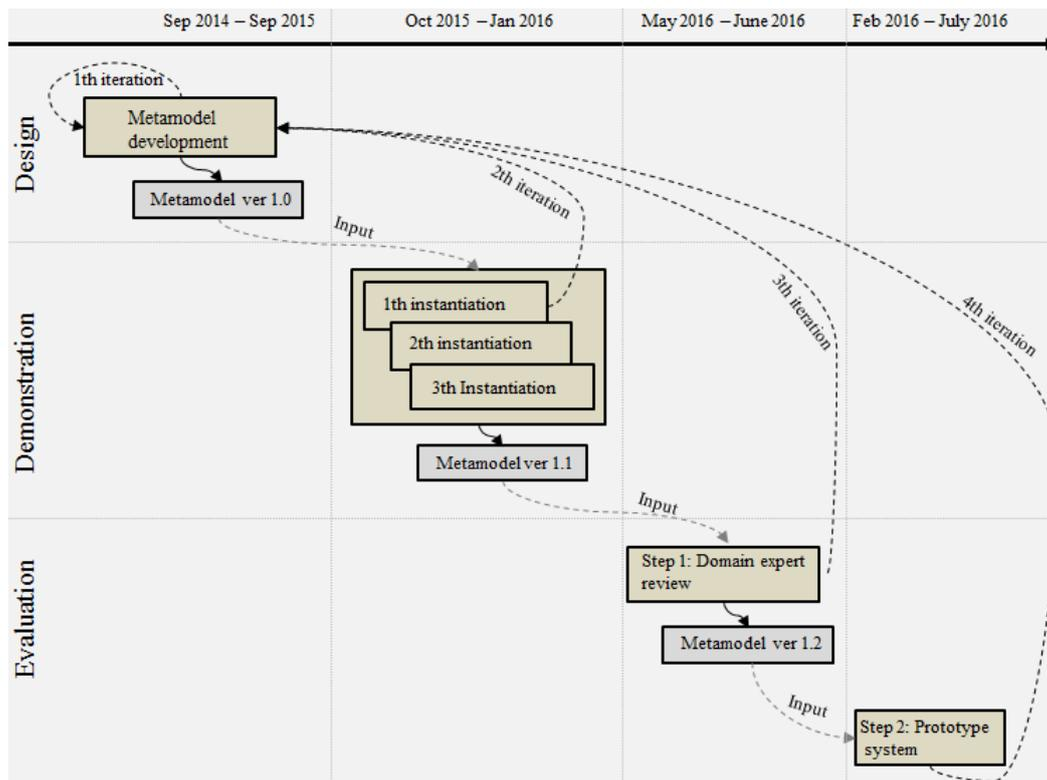 Sep 2014 – Sep 2015
Oct 2015 – Jan 2016
May 2016 – June 2016
Feb 2016 – July 2016
Design
1th iteration
Metamodel
development
Metamodel ver 1.0
Input
2th iteration
3th iteration
4th iteration
Demonstration
1th instantiation
2th instantiation
3th Instantiation
Metamodel ver 1.1
Input
Evaluation
Step 1: Domain expert
review
Metamodel ver 1.2
Input
Step 2: Prototype
system